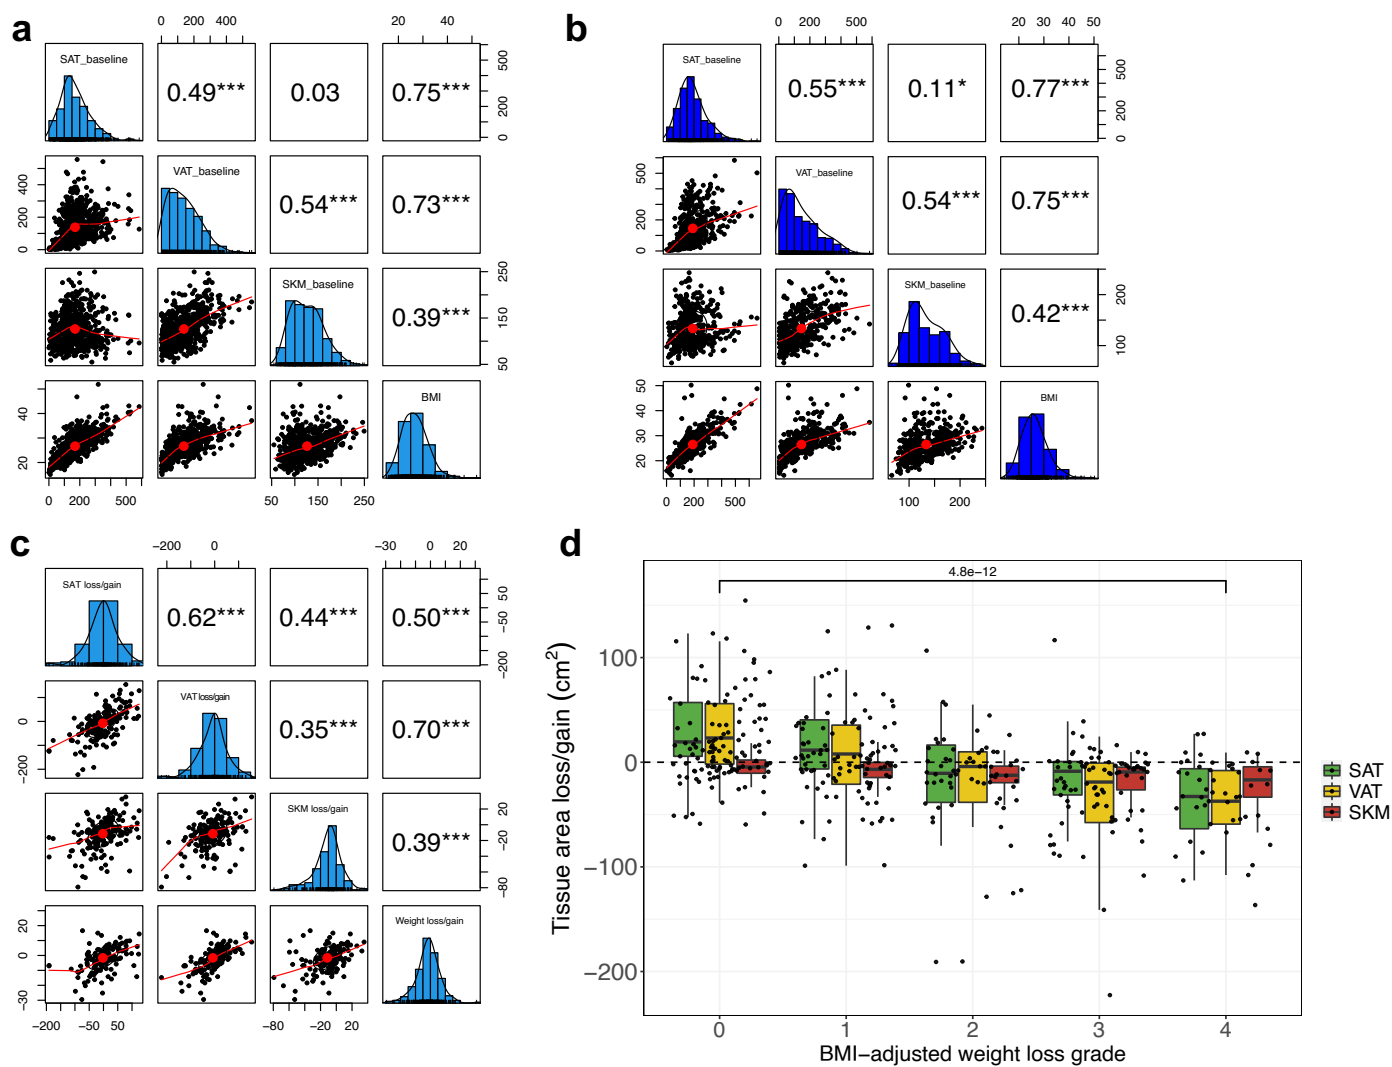 a
0 200 400
20 40
SAT_baseline
0.49***
0.03
0.75***
0 200 500
VAT_baseline
0.54***
0.73***
0 200 400
SKM_baseline
0.39***
50 150 250
BMI
20 40
0 200 500
50 150 250
b
0 200 500
20 30 40 50
SAT_baseline
0.55***
0.11*
0.77***
0 200 500
VAT_baseline
0.54***
0.75***
0 200 500
SKM_baseline
0.42***
100 200
BMI
20 30 40 50
0 200 500
100 200
c
−200 0
−30 0 20
SAT loss/gain
0.62***
0.44***
0.50***
−200 −50 50
VAT loss/gain
0.35***
0.70***
−200 0
SKM loss/gain
0.39***
−80 −20 20
Weight loss/gain
−30 0 20
−200 −50 50
−80 −20 20
d
4.8e−12
Tissue area loss/gain (cm2)
100
0
−100
−200
0 1 2 3 4
BMI−adjusted weight loss grade
SAT
VAT
SKM